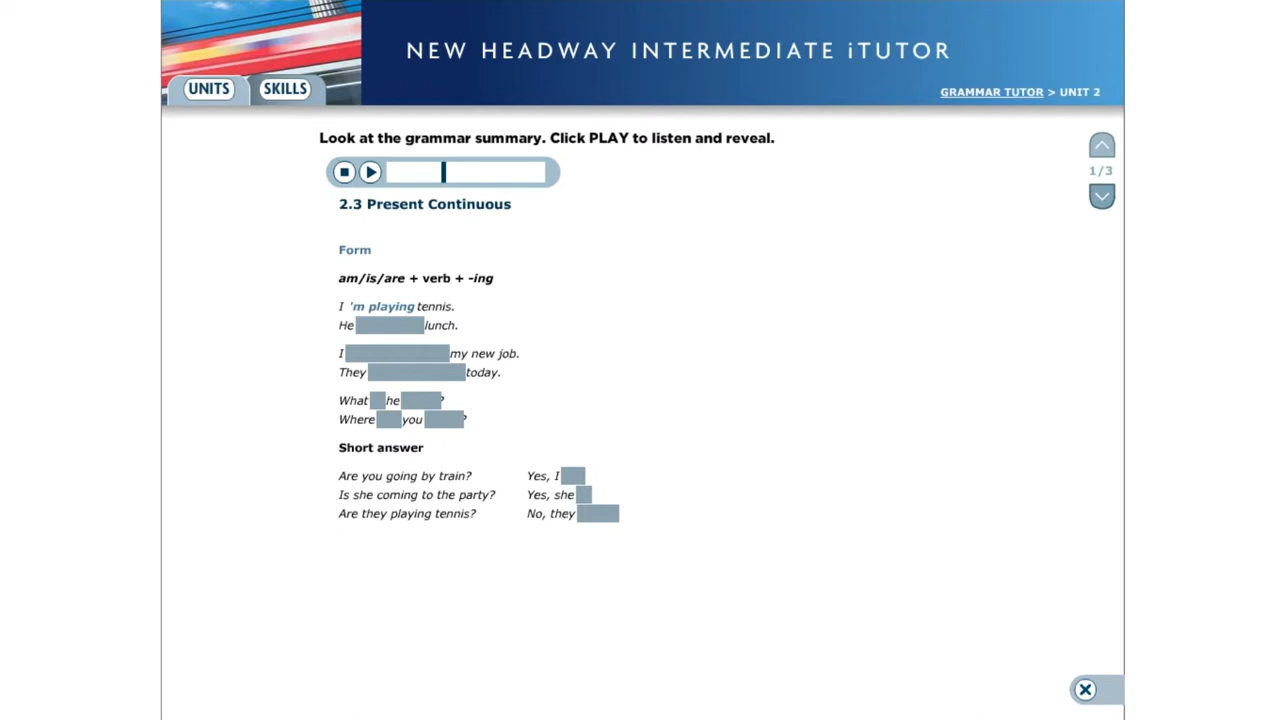 NEW HEADWAY INTERMEDIATE iTUTOR
UNITS
SKILLS
GRAMMAR TUTOR > UNIT 2
Look at the grammar summary. Click PLAY to listen and reveal.
1/3
2.3 Present Continuous
Form
am/is/are + verb + -ing
I 'm playing tennis.
He lunch.
I my new job.
They today.
What he ?
Where you ?
Short answer
Are you going by train? Yes, I
Is she coming to the party? Yes, she
Are they playing tennis? No, they